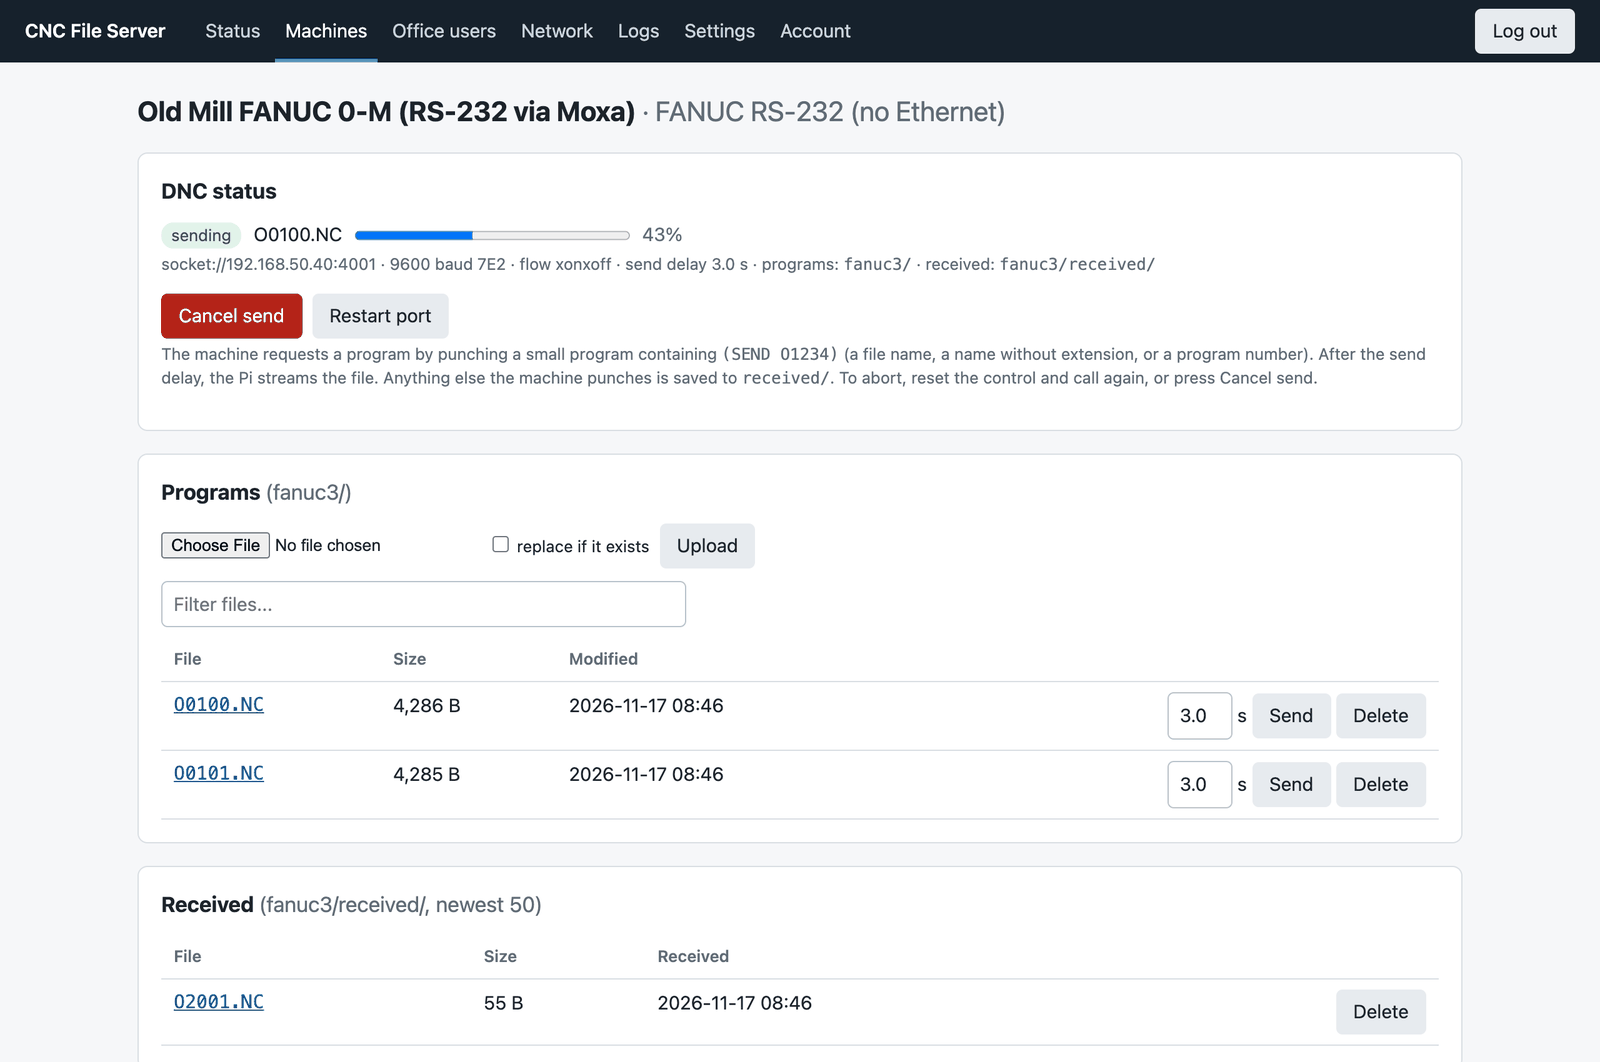 CNC File Server Status Machines Office users Network Logs Settings Account Log out
Old Mill FANUC 0-M (RS-232 via Moxa) · FANUC RS-232 (no Ethernet)
DNC status
sending O0100.NC 43%
socket://192.168.50.40:4001 · 9600 baud 7E2 · flow xonxoff · send delay 3.0 s · programs: fanuc3/ · received: fanuc3/received/
Cancel send Restart port
The machine requests a program by punching a small program containing (SEND O1234) (a file name, a name without extension, or a program number). After the send
delay, the Pi streams the file. Anything else the machine punches is saved to received/. To abort, reset the control and call again, or press Cancel send.
Programs (fanuc3/)
Choose File No file chosen replace if it exists Upload
Filter files...
File Size Modified
O0100.NC 4,286 B 2026-11-17 08:46 3.0 s Send Delete
O0101.NC 4,285 B 2026-11-17 08:46 3.0 s Send Delete
Received (fanuc3/received/, newest 50)
File Size Received
O2001.NC 55 B 2026-11-17 08:46 Delete